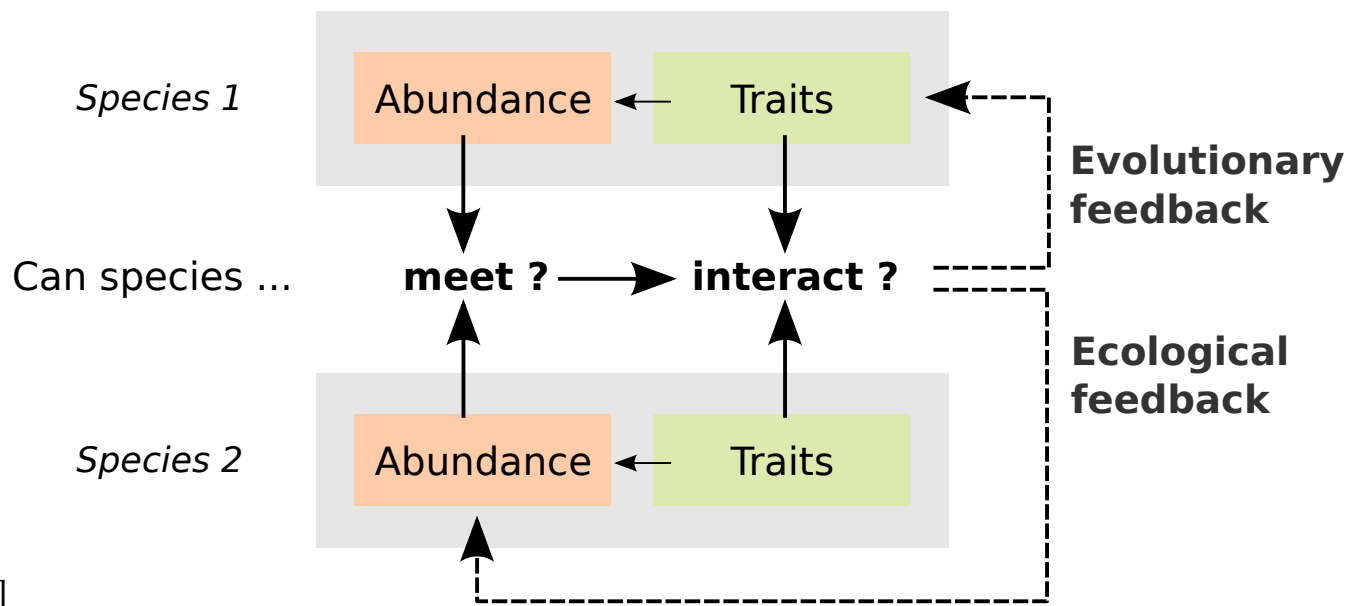 Species 1
Abundance
Traits
Evolutionary
feedback
Can species ...
meet ?
interact ?
Ecological
feedback
Species 2
Abundance
Traits
]